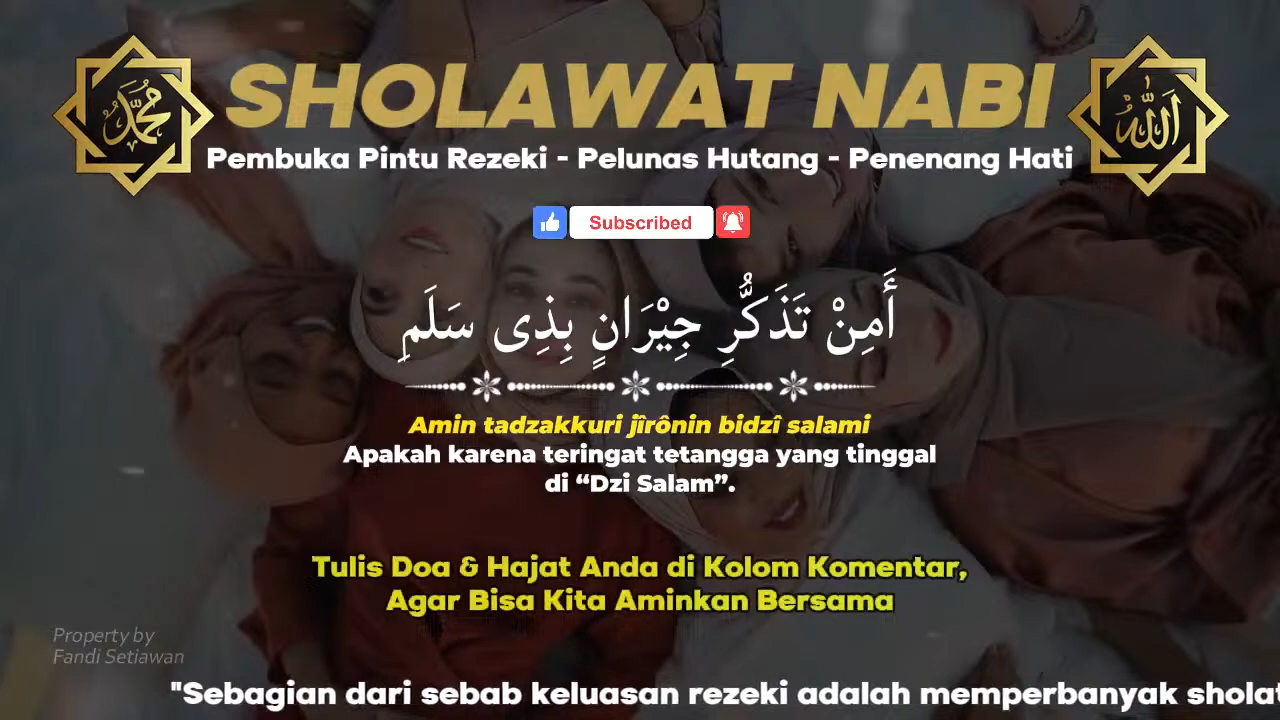 محمد
الله
SHOLAWAT NABI
Pembuka Pintu Rezeki - Pelunas Hutang - Penenang Hati
Subscribed
أَمِنْ تَذَكُّرِ جِيْرَانٍ بِذِى سَلَمِ
Amin tadzakkuri jîrônin bidzî salami
Apakah karena teringat tetangga yang tinggal
di “Dzi Salam”.
Tulis Doa & Hajat Anda di Kolom Komentar,
Agar Bisa Kita Aminkan Bersama
Property by
Fandi Setiawan
"Sebagian dari sebab keluasan rezeki adalah memperbanyak